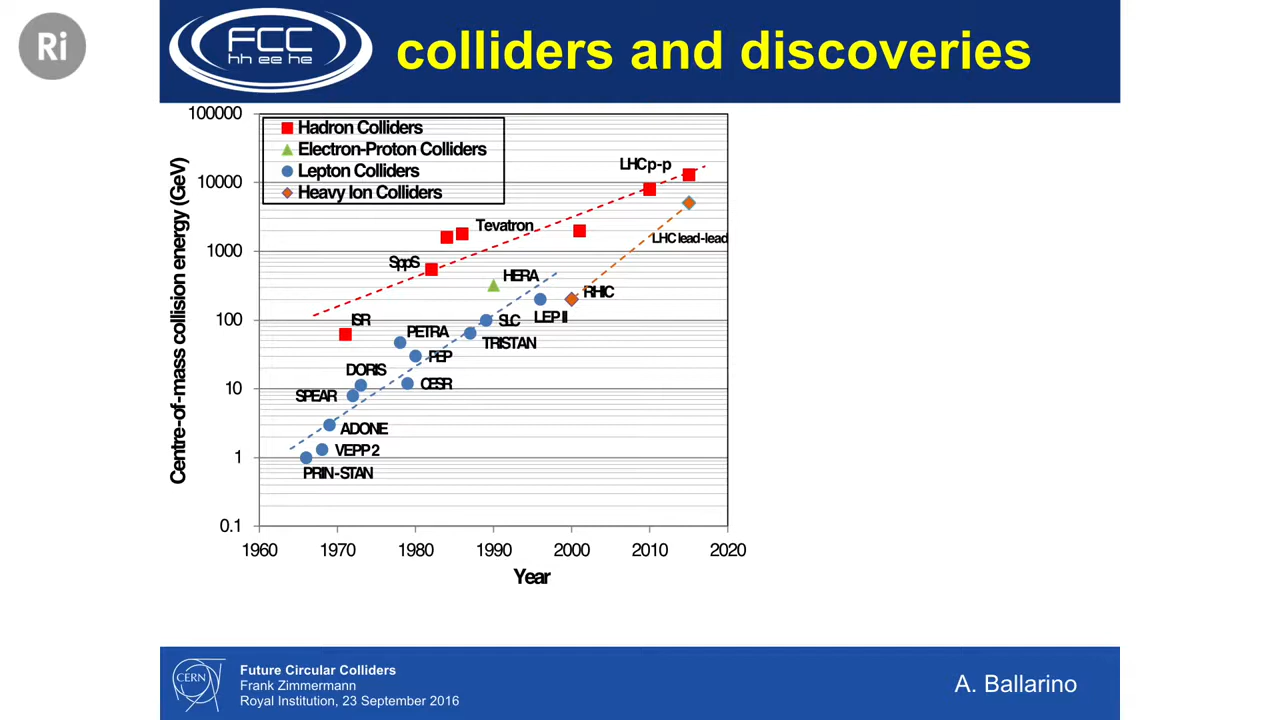 Ri
FCC
hh ee he
colliders and discoveries
Hadron Colliders
Electron-Proton Colliders
Lepton Colliders
Heavy Ion Colliders
Centre-of-mass collision energy (GeV)
100000
10000
1000
100
10
1
0.1
LHC p-p
Tevatron
LHC lead-lead
SppS
HERA
RHIC
ISR
SLC
LEP II
PETRA
TRISTAN
PEP
DORIS
CESR
SPEAR
ADONE
VEPP 2
PRIN-STAN
1960 1970 1980 1990 2000 2010 2020
Year
CERN
Future Circular Colliders
Frank Zimmermann
Royal Institution, 23 September 2016
A. Ballarino